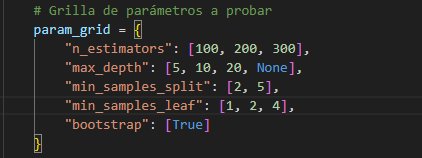 # Grilla de parámetros a probar
param_grid = {
"n_estimators": [100, 200, 300],
"max_depth": [5, 10, 20, None],
"min_samples_split": [2, 5],
"min_samples_leaf": [1, 2, 4],
"bootstrap": [True]
}